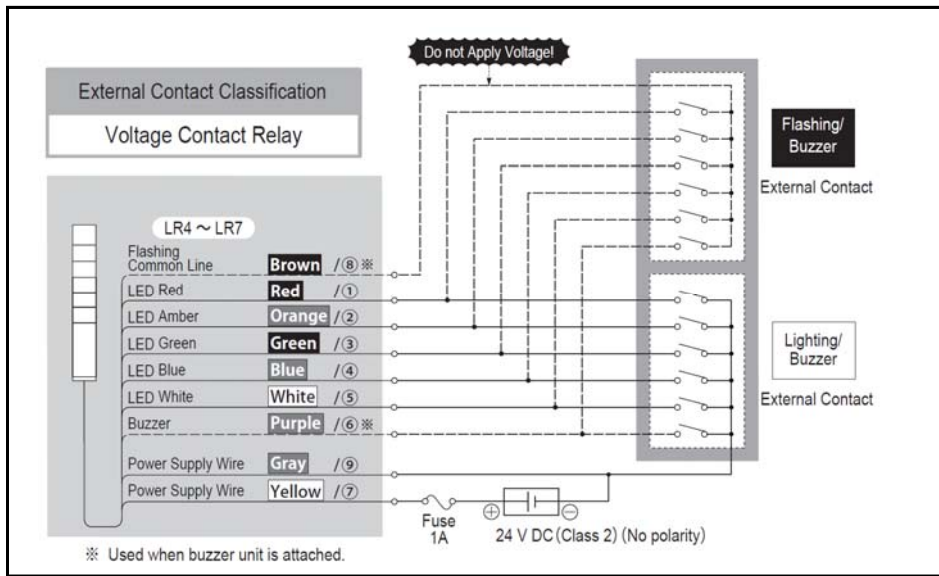 Do not Apply Voltage!
External Contact Classification
Voltage Contact Relay
Flashing/
Buzzer
External Contact
LR4 ~ LR7
Flashing
Common Line Brown /⑧ ※
LED Red Red /①
LED Amber Orange /②
LED Green Green /③
LED Blue Blue /④
LED White White /⑤
Buzzer Purple /⑥ ※
Power Supply Wire Gray /⑨
Power Supply Wire Yellow /⑦
Lighting/
Buzzer
External Contact
Fuse
1A
⊕ ⊖
24 V DC (Class 2) (No polarity)
※ Used when buzzer unit is attached.